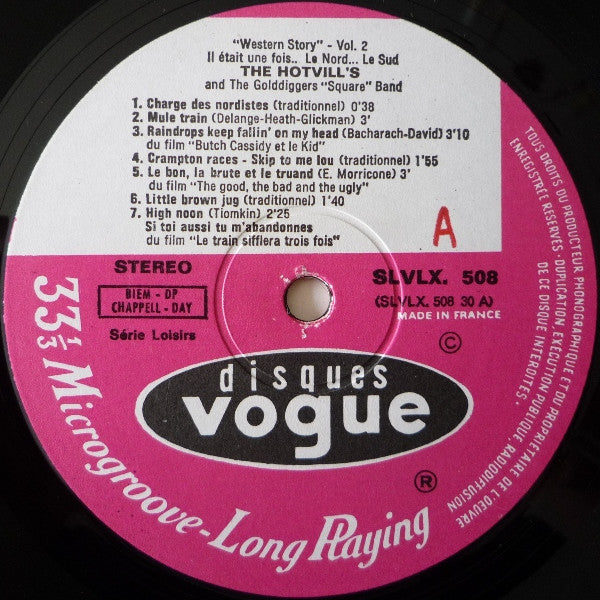 "Western Story" - Vol. 2
Il était une fois.. Le Nord... Le Sud
THE HOTVILL'S
and The Golddiggers "Square" Band
1. Charge des nordistes (traditionnel) 0'38
2. Mule train (Delange-Heath-Glickman) 3'
3. Raindrops keep fallin' on my head (Bacharach-David) 3'10
du film "Butch Cassidy et le Kid"
4. Crampton races - Skip to me lou (traditionnel) 1'55
5. Le bon, la brute et le truand (E. Morricone) 3'
du film "The good, the bad and the ugly"
6. Little brown jug (traditionnel) 1'40
7. High noon (Tiomkin) 2'25
Si toi aussi tu m'abandonnes
du film "Le train sifflera trois fois"
A
STEREO
SLVLX. 508
BIEM - DP
CHAPPELL - DAY
(SLVLX. 508 30 A)
MADE IN FRANCE
Série Loisirs
©
disques
vogue
®
33 1/3 Microgroove-Long Playing
TOUS DROITS DU PRODUCTEUR PHONOGRAPHIQUE ET DU PROPRIÉTAIRE DE L'OEUVRE
ENREGISTRÉE RÉSERVÉS - DUPLICATION, EXÉCUTION PUBLIQUE, RADIODIFFUSION
DE CE DISQUE INTERDITES.